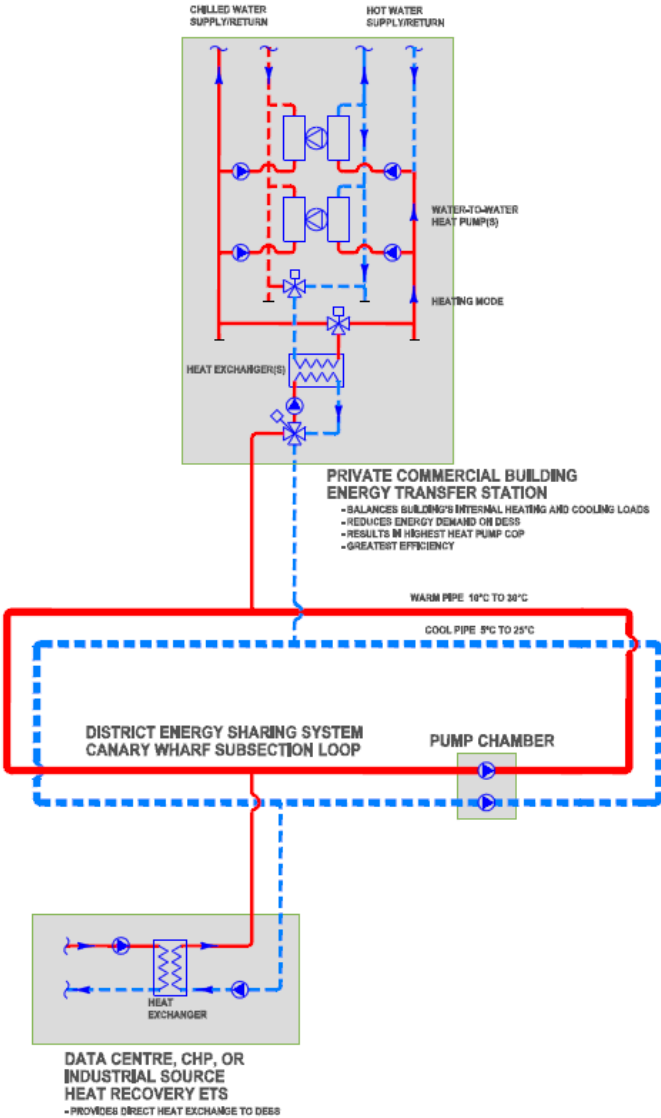 CHILLED WATER
SUPPLY/RETURN
HOT WATER
SUPPLY/RETURN
WATER-TO-WATER
HEAT PUMP(S)
HEATING MODE
HEAT EXCHANGER(S)
PRIVATE COMMERCIAL BUILDING
ENERGY TRANSFER STATION
- BALANCES BUILDING'S INTERNAL HEATING AND COOLING LOADS
- REDUCES ENERGY DEMAND ON DESS
- RESULTS IN HIGHEST HEAT PUMP COP
- GREATEST EFFICIENCY
WARM PIPE 10°C TO 30°C
COOL PIPE 5°C TO 25°C
DISTRICT ENERGY SHARING SYSTEM
CANARY WHARF SUBSECTION LOOP
PUMP CHAMBER
HEAT
EXCHANGER
DATA CENTRE, CHP, OR
INDUSTRIAL SOURCE
HEAT RECOVERY ETS
- PROVIDES DIRECT HEAT EXCHANGE TO DESS